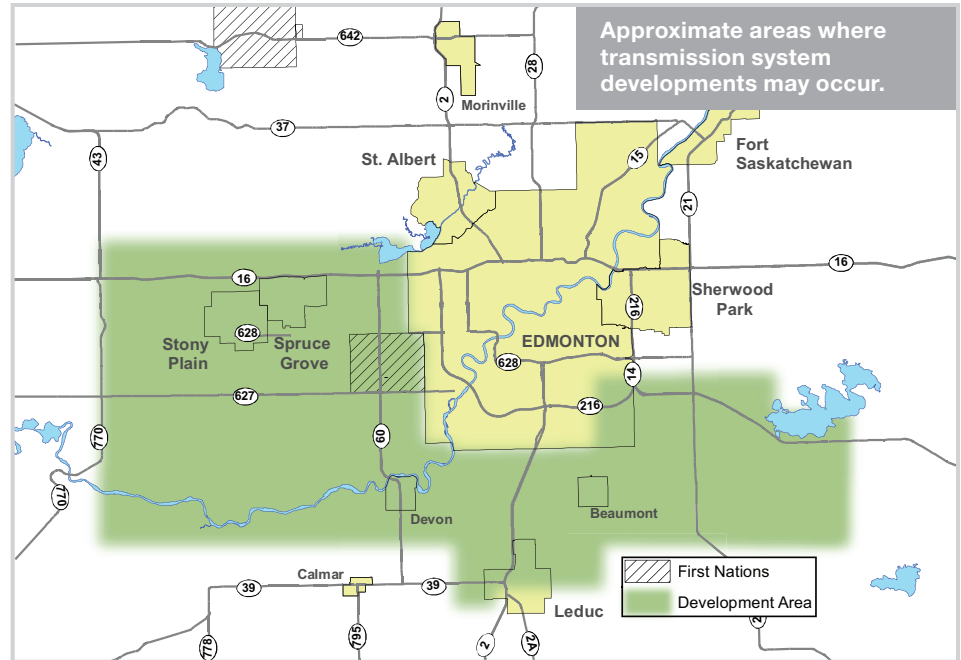 Approximate areas where
transmission system
developments may occur.
642
28
2
Morinville
37
15
Fort
Saskatchewan
43
St. Albert
21
16
16
Sherwood
Park
216
628
Stony
Plain
Spruce
Grove
EDMONTON
628
14
627
216
770
60
770
Devon
Beaumont
First Nations
Development Area
Calmar
39
39
Leduc
778
795
2
2A